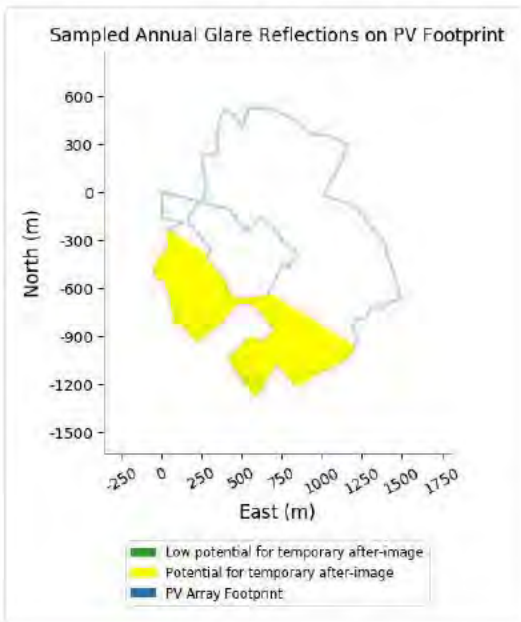 Sampled Annual Glare Reflections on PV Footprint
600
300
0
-300
-600
-900
-1200
-1500
North (m)
-250
0
250
500
750
1000
1250
1500
1750
East (m)
Low potential for temporary after-image
Potential for temporary after-image
PV Array Footprint